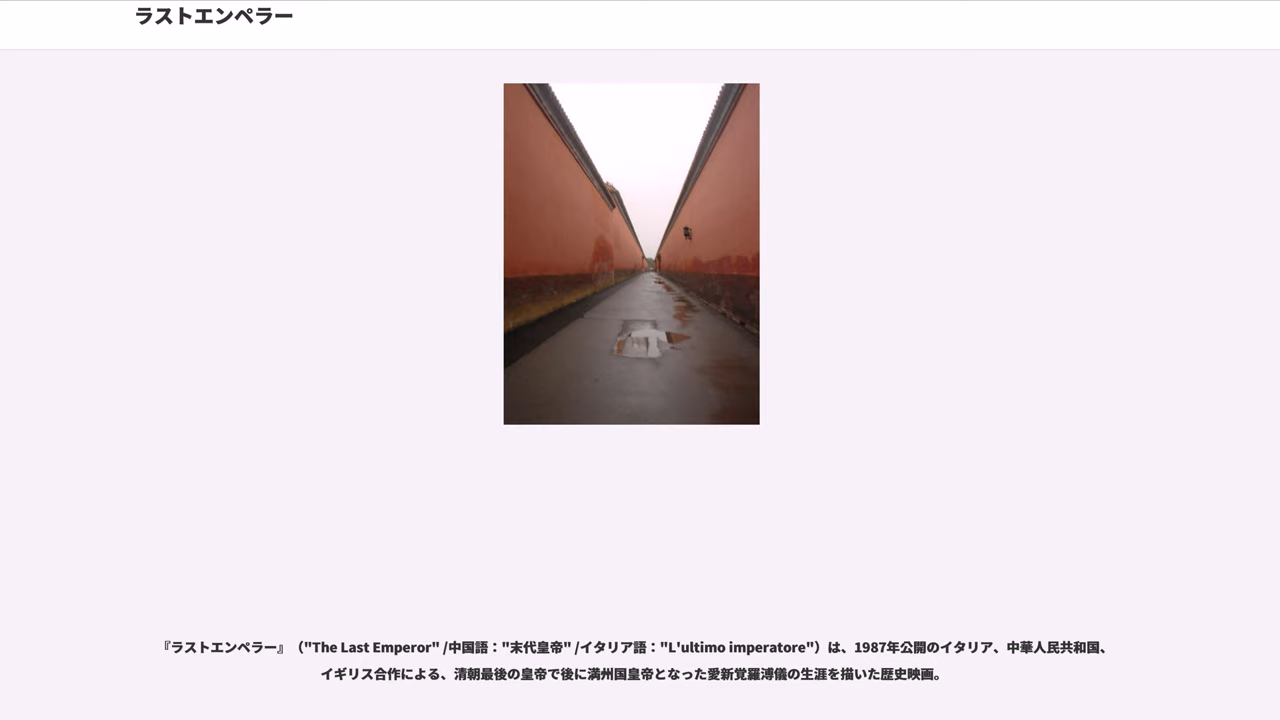 ラストエンペラー
『ラストエンペラー』（"The Last Emperor" /中国語："末代皇帝" /イタリア語："L'ultimo imperatore"）は、1987年公開のイタリア、中華人民共和国、
イギリス合作による、清朝最後の皇帝で後に満州国皇帝となった愛新覚羅溥儀の生涯を描いた歴史映画。